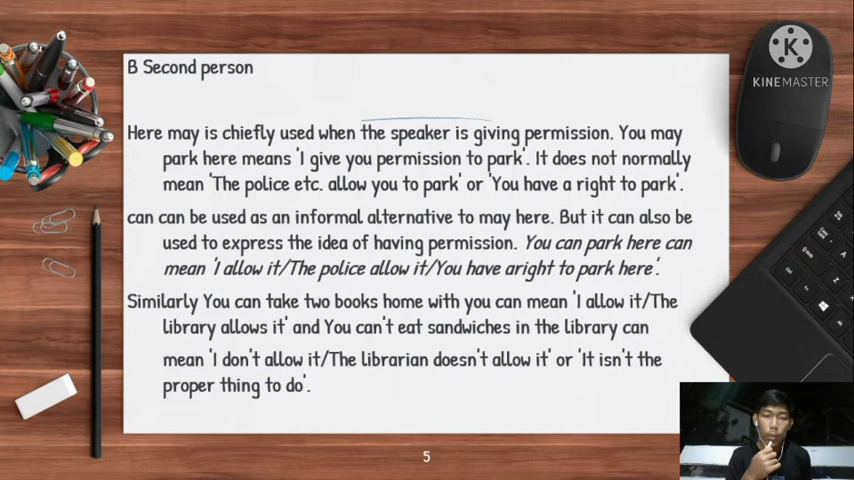 KINEMASTER
B Second person
Here may is chiefly used when the speaker is giving permission. You may
park here means 'I give you permission to park'. It does not normally
mean 'The police etc. allow you to park' or 'You have a right to park'.
can can be used as an informal alternative to may here. But it can also be
used to express the idea of having permission. You can park here can
mean 'I allow it/The police allow it/You have aright to park here'.
Similarly You can take two books home with you can mean 'I allow it/The
library allows it' and You can't eat sandwiches in the library can
mean 'I don't allow it/The librarian doesn't allow it' or 'It isn't the
proper thing to do'.
5